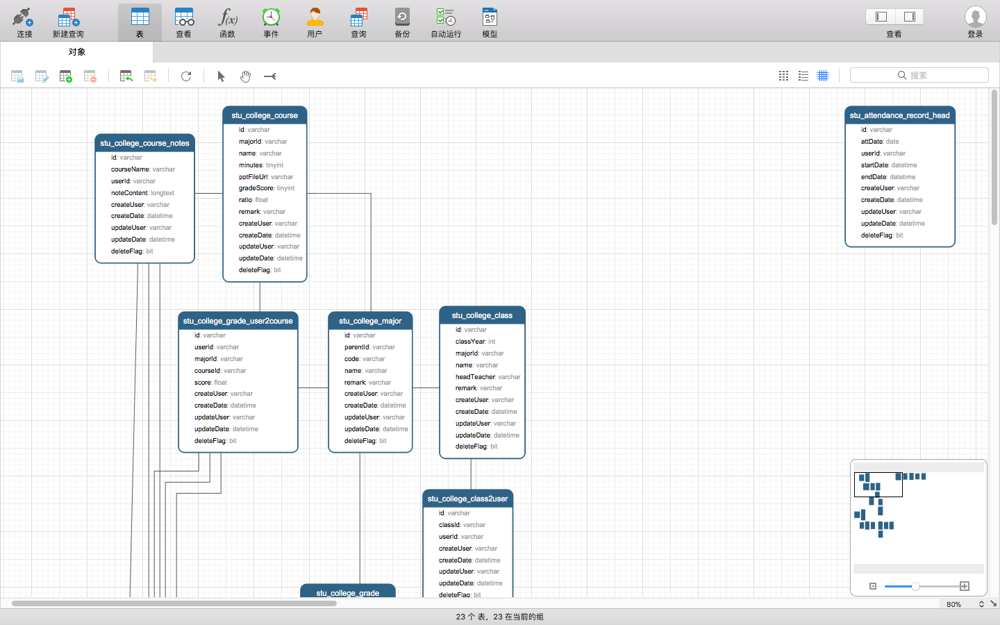 连接
新建查询
表
查看
函数
事件
用户
查询
备份
自动运行
模型
查看
登录
对象
搜索
stu_college_course_notes
id: varchar
courseName: varchar
userId: varchar
noteContent: longtext
createUser: varchar
createDate: datetime
updateUser: varchar
updateDate: datetime
deleteFlag: bit
stu_college_course
id: varchar
majorId: varchar
name: varchar
minutes: tinyint
pptFileUrl: varchar
gradeScore: tinyint
ratio: float
remark: varchar
createUser: varchar
createDate: datetime
updateUser: varchar
updateDate: datetime
deleteFlag: bit
stu_attendance_record_head
id: varchar
attDate: date
userId: varchar
startDate: datetime
endDate: datetime
createUser: varchar
createDate: datetime
updateUser: varchar
updateDate: datetime
deleteFlag: bit
stu_college_grade_user2course
id: varchar
userId: varchar
majorId: varchar
courseId: varchar
score: float
createUser: varchar
createDate: datetime
updateUser: varchar
updateDate: datetime
deleteFlag: bit
stu_college_major
id: varchar
parentId: varchar
code: varchar
name: varchar
remark: varchar
createUser: varchar
createDate: datetime
updateUser: varchar
updateDate: datetime
deleteFlag: bit
stu_college_class
id: varchar
classYear: int
majorId: varchar
name: varchar
headTeacher: varchar
remark: varchar
createUser: varchar
createDate: datetime
updateUser: varchar
updateDate: datetime
deleteFlag: bit
stu_college_class2user
id: varchar
classId: varchar
userId: varchar
createUser: varchar
createDate: datetime
updateUser: varchar
updateDate: datetime
deleteFlag: bit
stu_college_grade
80%
23 个 表，23 在当前的组